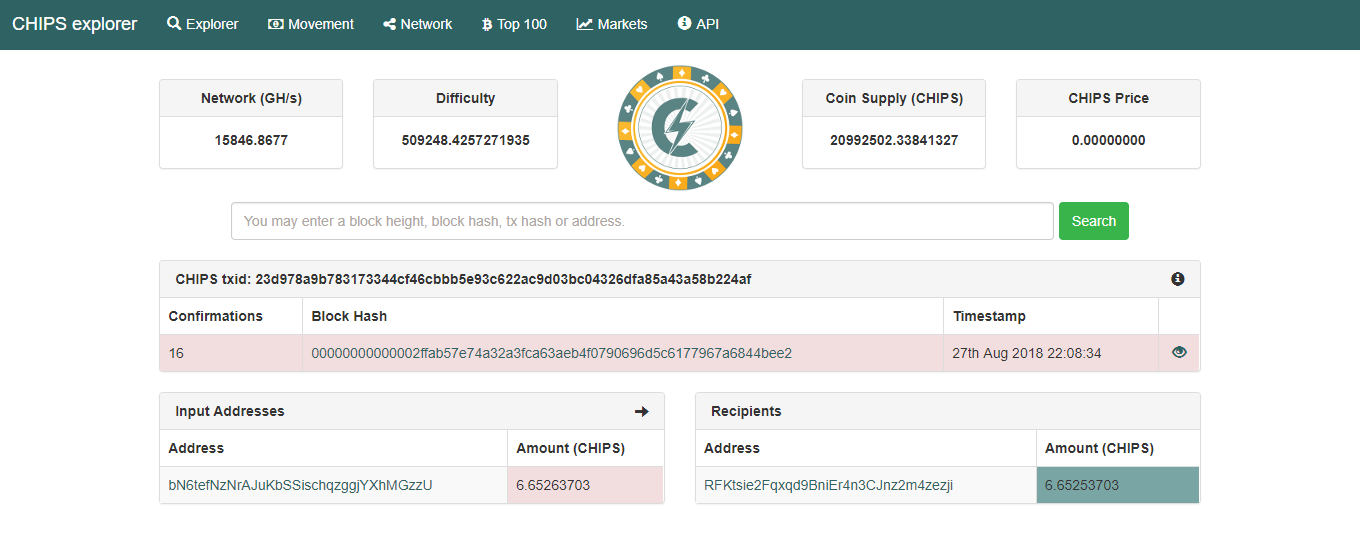 CHIPS explorer Explorer Movement Network Top 100 Markets API
Network (GH/s) Difficulty Coin Supply (CHIPS) CHIPS Price
15846.8677 509248.4257271935 20992502.33841327 0.00000000
You may enter a block height, block hash, tx hash or address. Search
CHIPS txid: 23d978a9b783173344cf46cbbb5e93c622ac9d03bc04326dfa85a43a58b224af
Confirmations Block Hash Timestamp
16 00000000000002ffab57e74a32a3fca63aeb4f0790696d5c6177967a6844bee2 27th Aug 2018 22:08:34
Input Addresses Recipients
Address Amount (CHIPS) Address Amount (CHIPS)
bN6tefNzNrAJuKbSSischqzggjYXhMGzzU 6.65263703 RFKtsie2Fqxqd9BniEr4n3CJnz2m4zezji 6.65253703